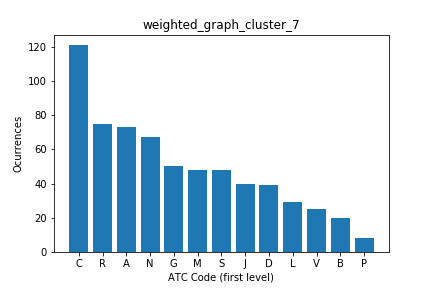 weighted_graph_cluster_7
120
100
80
60
40
20
0
Ocurrences
C R A N G M S J D L V B P
ATC Code (first level)